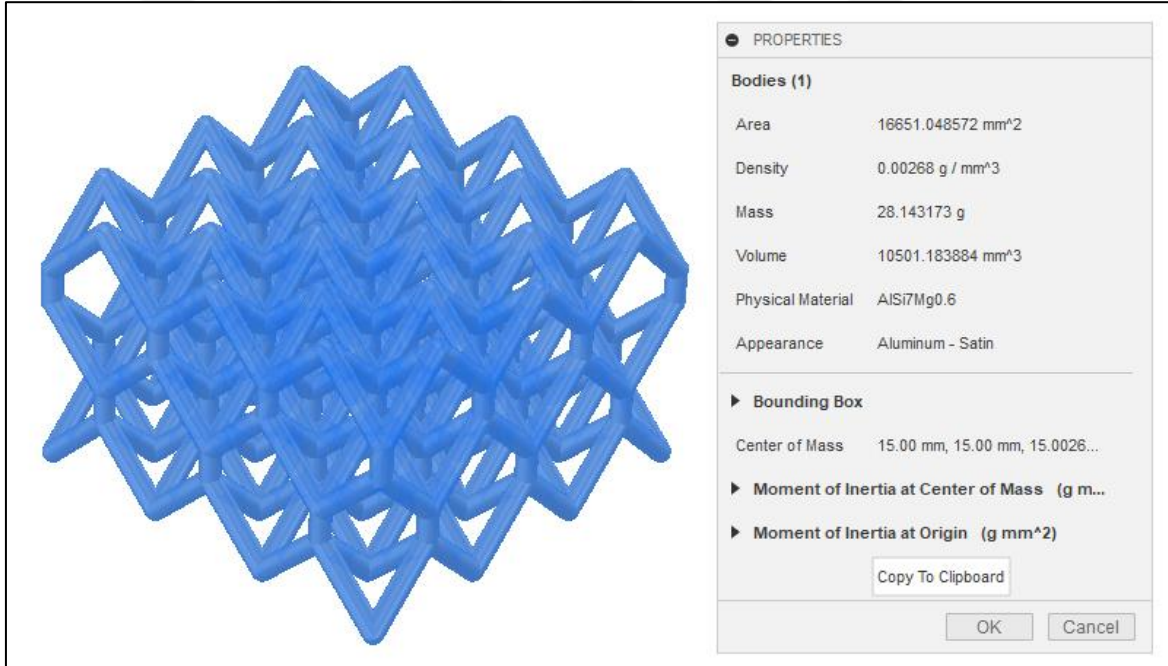 PROPERTIES
Bodies (1)
Area 16651.048572 mm^2
Density 0.00268 g / mm^3
Mass 28.143173 g
Volume 10501.183884 mm^3
Physical Material AlSi7Mg0.6
Appearance Aluminum - Satin
Bounding Box
Center of Mass 15.00 mm, 15.00 mm, 15.0026...
Moment of Inertia at Center of Mass (g m...
Moment of Inertia at Origin (g mm^2)
Copy To Clipboard
OK Cancel